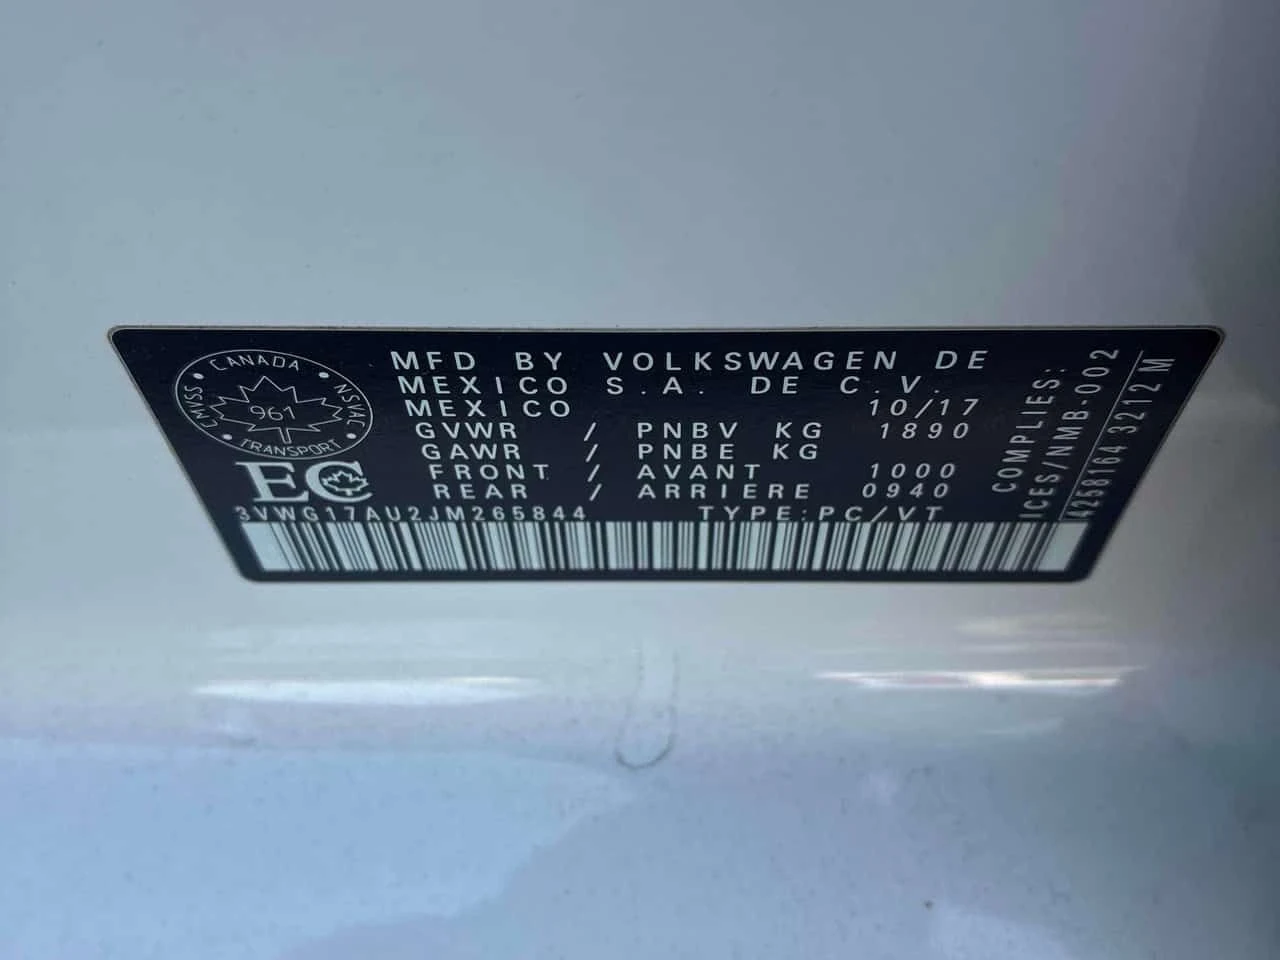 CANADA
CMVSS
NSVAC
961
TRANSPORT
EC
MFD BY VOLKSWAGEN DE
MEXICO S.A. DE C.V.
MEXICO 10/17
GVWR / PNBV KG 1890
GAWR / PNBE KG
FRONT / AVANT 1000
REAR / ARRIERE 0940
3VWG17AU2JM265844 TYPE:PC/VT
COMPLIES:
ICES/NMB-002
4258164 3212 M